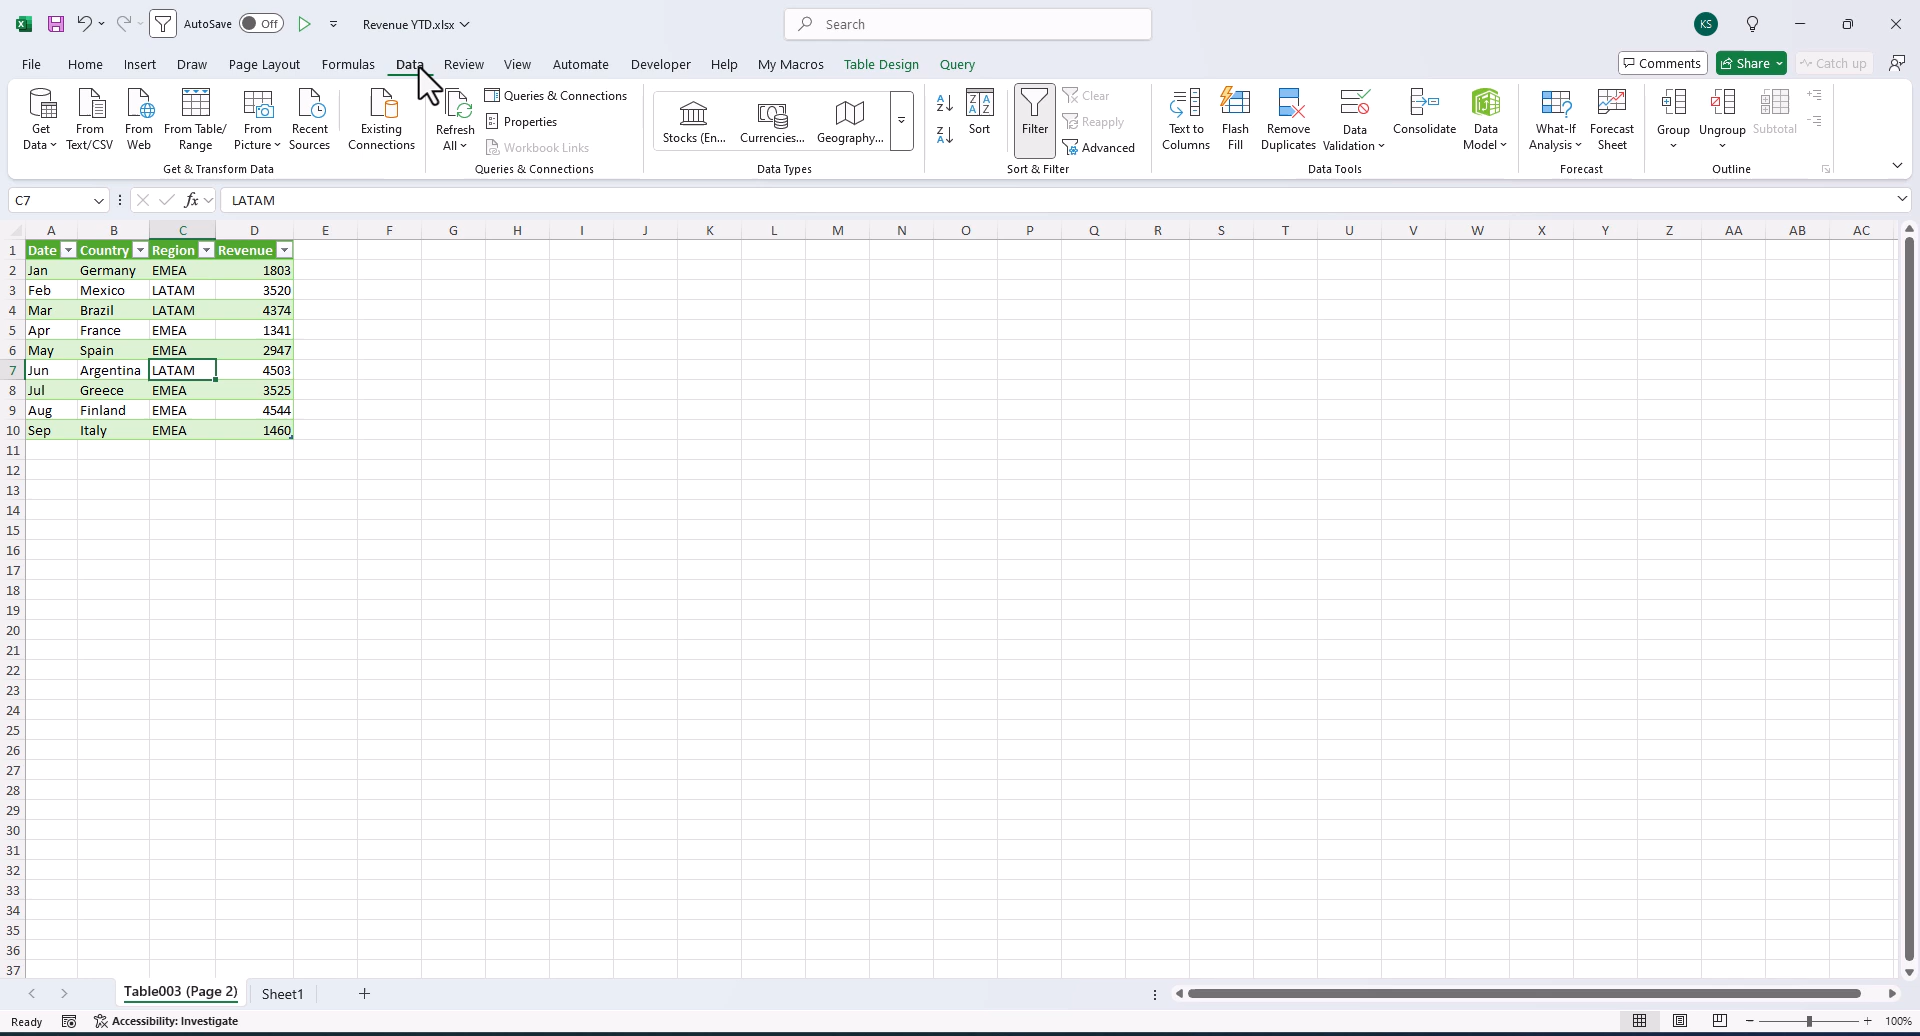 AutoSave Off Revenue YTD.xlsx Search KS
File Home Insert Draw Page Layout Formulas Data Review View Automate Developer Help My Macros Table Design Query Comments Share Catch up
Get Data From Text/CSV From Web From Table/ Range From Picture Recent Sources Existing Connections
Get & Transform Data
Refresh All Queries & Connections
Properties
Workbook Links
Queries & Connections
Stocks (En... Currencies... Geography...
Data Types
Sort Filter Clear
Reapply
Advanced
Sort & Filter
Text to Columns Flash Fill Remove Duplicates Data Validation Consolidate Data Model
Data Tools
What-If Analysis Forecast Sheet
Forecast
Group Ungroup Subtotal
Outline
C7 fx LATAM
A B C D E F G H I J K L M N O P Q R S T U V W X Y Z AA AB AC
1 Date Country Region Revenue
2 Jan Germany EMEA 1803
3 Feb Mexico LATAM 3520
4 Mar Brazil LATAM 4374
5 Apr France EMEA 1341
6 May Spain EMEA 2947
7 Jun Argentina LATAM 4503
8 Jul Greece EMEA 3525
9 Aug Finland EMEA 4544
10 Sep Italy EMEA 1460
11
12
13
14
15
16
17
18
19
20
21
22
23
24
25
26
27
28
29
30
31
32
33
34
35
36
37
Table003 (Page 2) Sheet1
Ready Accessibility: Investigate 100%